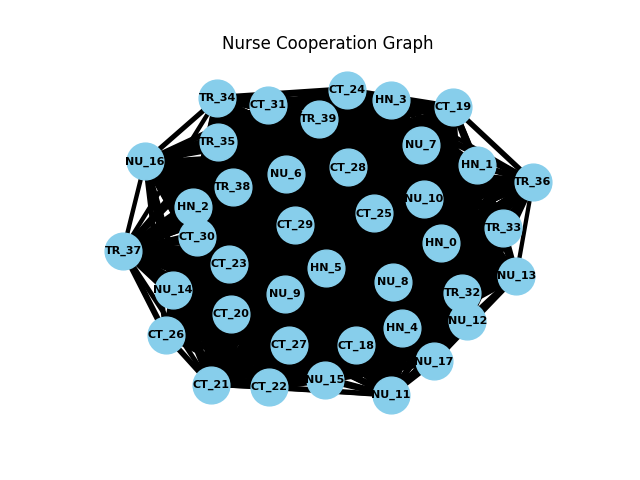 Nurse Cooperation Graph
CT_24
TR_34
HN_3
CT_31
CT_19
TR_39
TR_35
NU_7
NU_16
HN_1
CT_28
NU_6
TR_36
TR_38
NU_10
HN_2
CT_25
CT_29
TR_33
CT_30
HN_0
TR_37
CT_23
HN_5
NU_13
NU_8
NU_14
NU_9
TR_32
CT_20
NU_12
HN_4
CT_26
CT_27
CT_18
NU_17
NU_15
CT_21
CT_22
NU_11